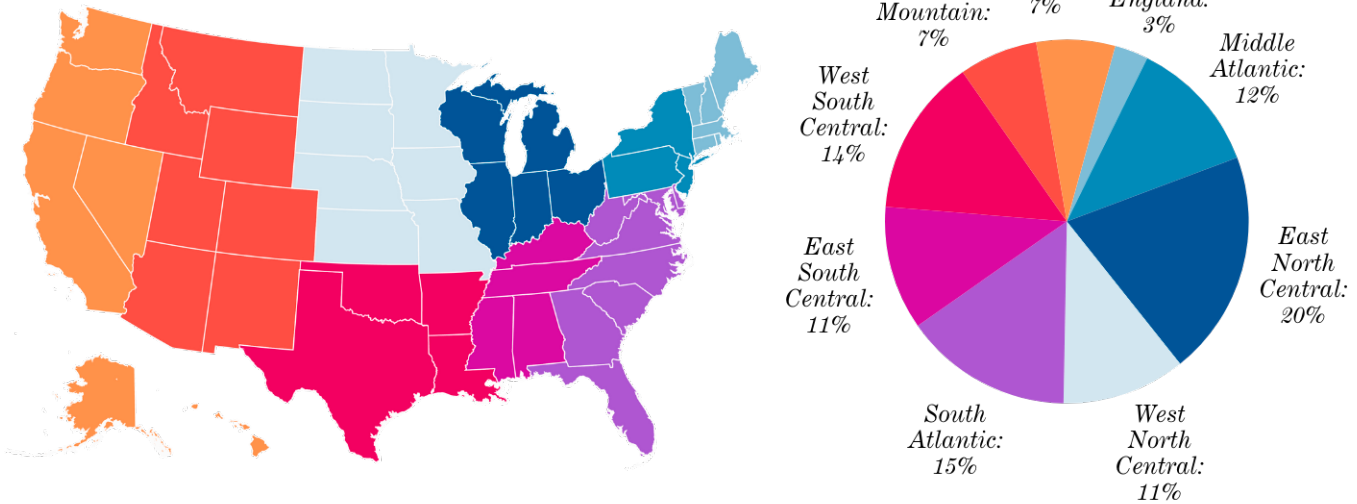 Mountain:
7%
7%
England:
3%
Middle
Atlantic:
12%
West
South
Central:
14%
East
North
Central:
20%
East
South
Central:
11%
South
Atlantic:
15%
West
North
Central:
11%